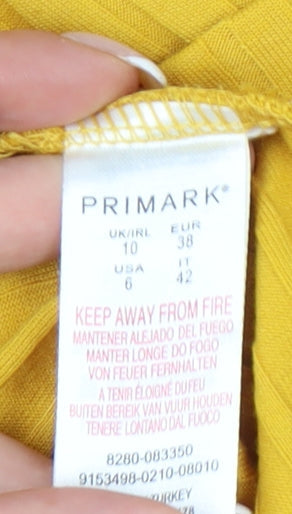 PRIMARK®
UK/IRL EUR
10 38
USA IT
6 42
KEEP AWAY FROM FIRE
MANTENER ALEJADO DEL FUEGO
MANTER LONGE DO FOGO
VON FEUER FERNHALTEN
A TENIR ÉLOIGNÉ DU FEU
BUITEN BEREIK VAN VUUR HOUDEN
TENERE LONTANO DAL FUOCO
8280-083350
9153498-0210-08010
TURKEY